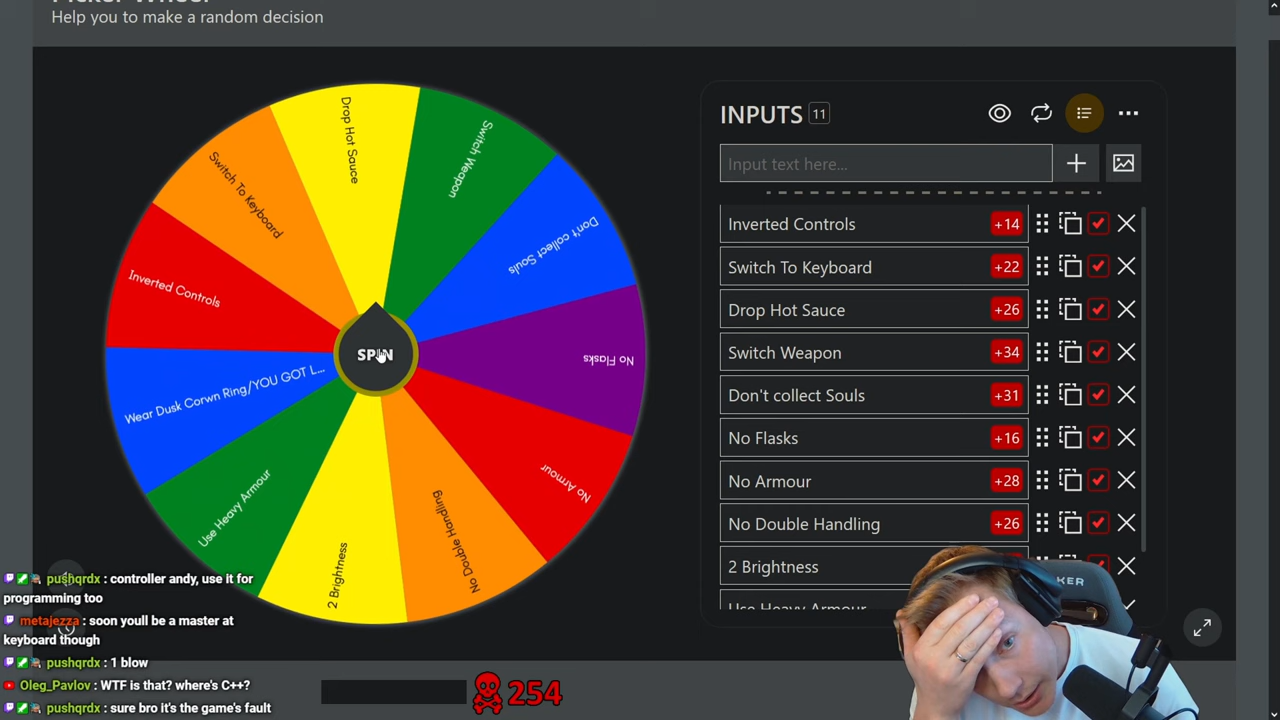 Picker Wheel
Help you to make a random decision
Drop Hot Sauce
Switch Weapon
Don't collect Souls
No Flasks
No Armour
No Double Handling
2 Brightness
Use Heavy Armour
Wear Dusk Corwn Ring/YOU GOT L...
Inverted Controls
Switch To Keyboard
SPIN
INPUTS 11
Input text here...
Inverted Controls +14
Switch To Keyboard +22
Drop Hot Sauce +26
Switch Weapon +34
Don't collect Souls +31
No Flasks +16
No Armour +28
No Double Handling +26
2 Brightness
Use Heavy Armour
pushqrdx : controller andy, use it for
programming too
metajezza : soon youll be a master at
keyboard though
pushqrdx : 1 blow
Oleg_Pavlov : WTF is that? where's C++?
pushqrdx : sure bro it's the game's fault
254